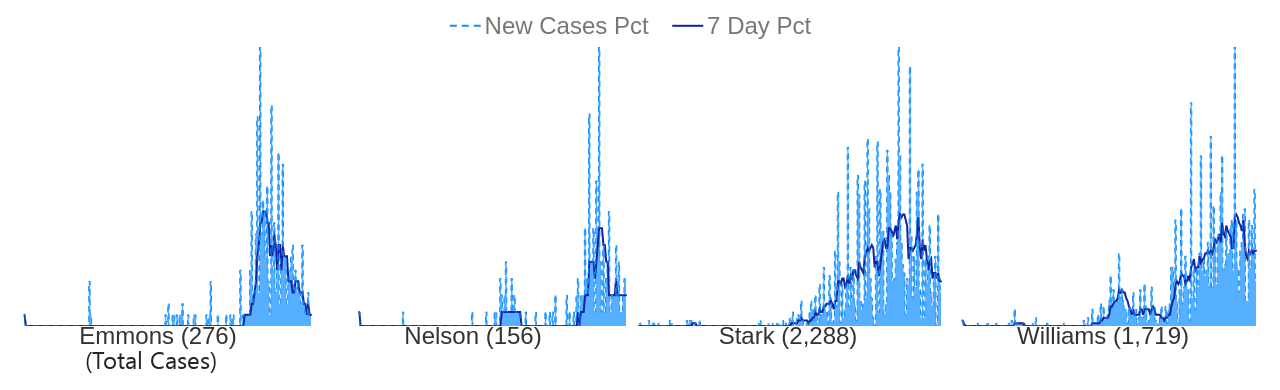 New Cases Pct 7 Day Pct
Emmons (276) Nelson (156) Stark (2,288) Williams (1,719)
(Total Cases)